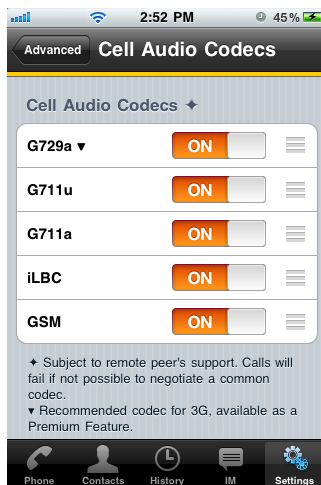 2:52 PM 45%
Advanced Cell Audio Codecs
Cell Audio Codecs ✦
G729a ▾ ON
G711u ON
G711a ON
iLBC ON
GSM ON
✦ Subject to remote peer's support. Calls will
fail if not possible to negotiate a common
codec.
▾ Recommended codec for 3G, available as a
Premium Feature.
Phone Contacts History IM Settings